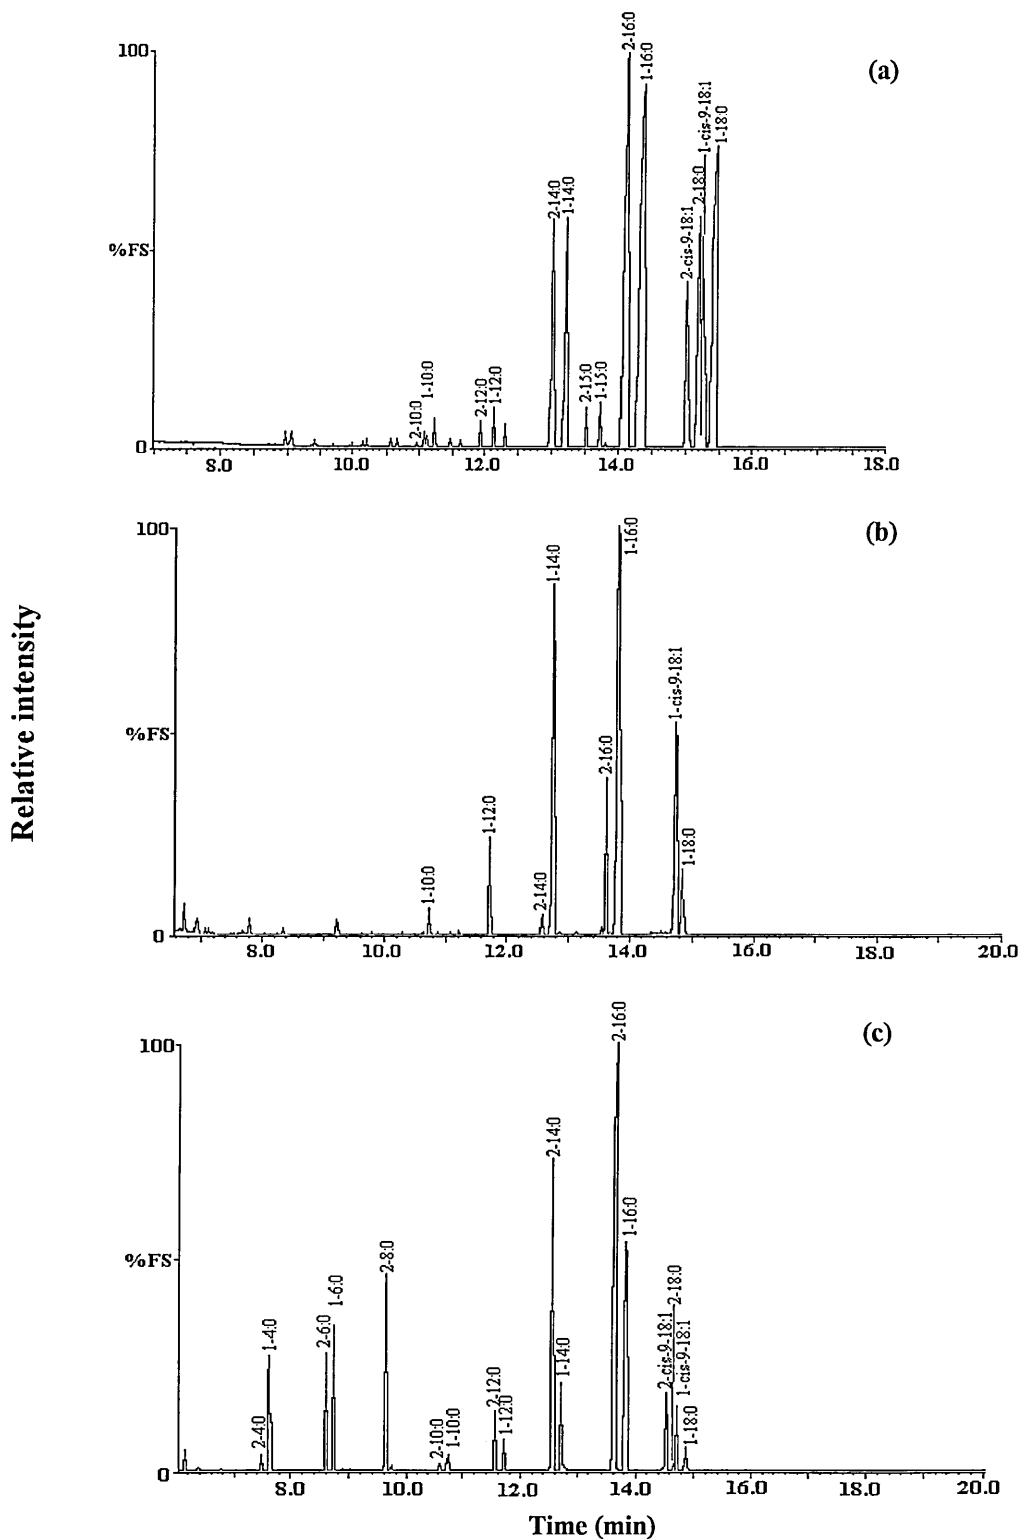 Relative intensity
(a)
100
%FS
0
2-10:0
1-10:0
2-12:0
1-12:0
2-14:0
1-14:0
2-15:0
1-15:0
2-16:0
1-16:0
2-cis-9-18:1
2-18:0
1-cis-9-18:1
1-18:0
8.0 10.0 12.0 14.0 16.0 18.0
(b)
100
%FS
0
1-10:0
1-12:0
2-14:0
1-14:0
2-16:0
1-16:0
1-cis-9-18:1
1-18:0
8.0 10.0 12.0 14.0 16.0 18.0 20.0
(c)
100
%FS
0
2-4:0
1-4:0
2-6:0
1-6:0
2-8:0
2-10:0
1-10:0
2-12:0
1-12:0
2-14:0
1-14:0
2-16:0
1-16:0
2-cis-9-18:1
2-18:0
1-cis-9-18:1
1-18:0
8.0 10.0 12.0 14.0 16.0 18.0 20.0
Time (min)